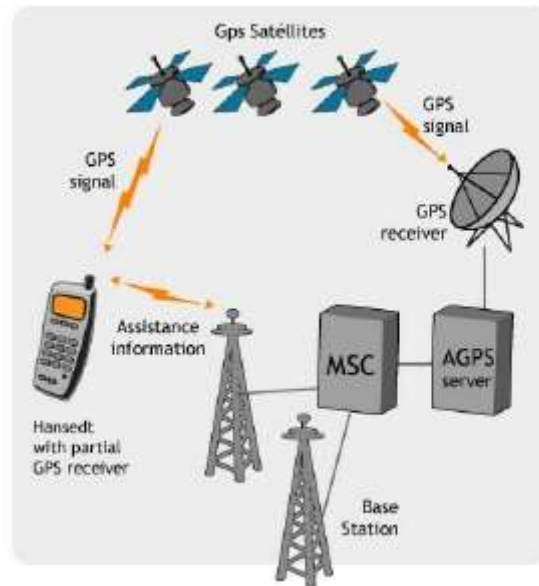 Gps Satéllites
GPS
signal
GPS
signal
GPS
receiver
Assistance
information
MSC
AGPS
server
Hansedt
with partial
GPS receiver
Base
Station